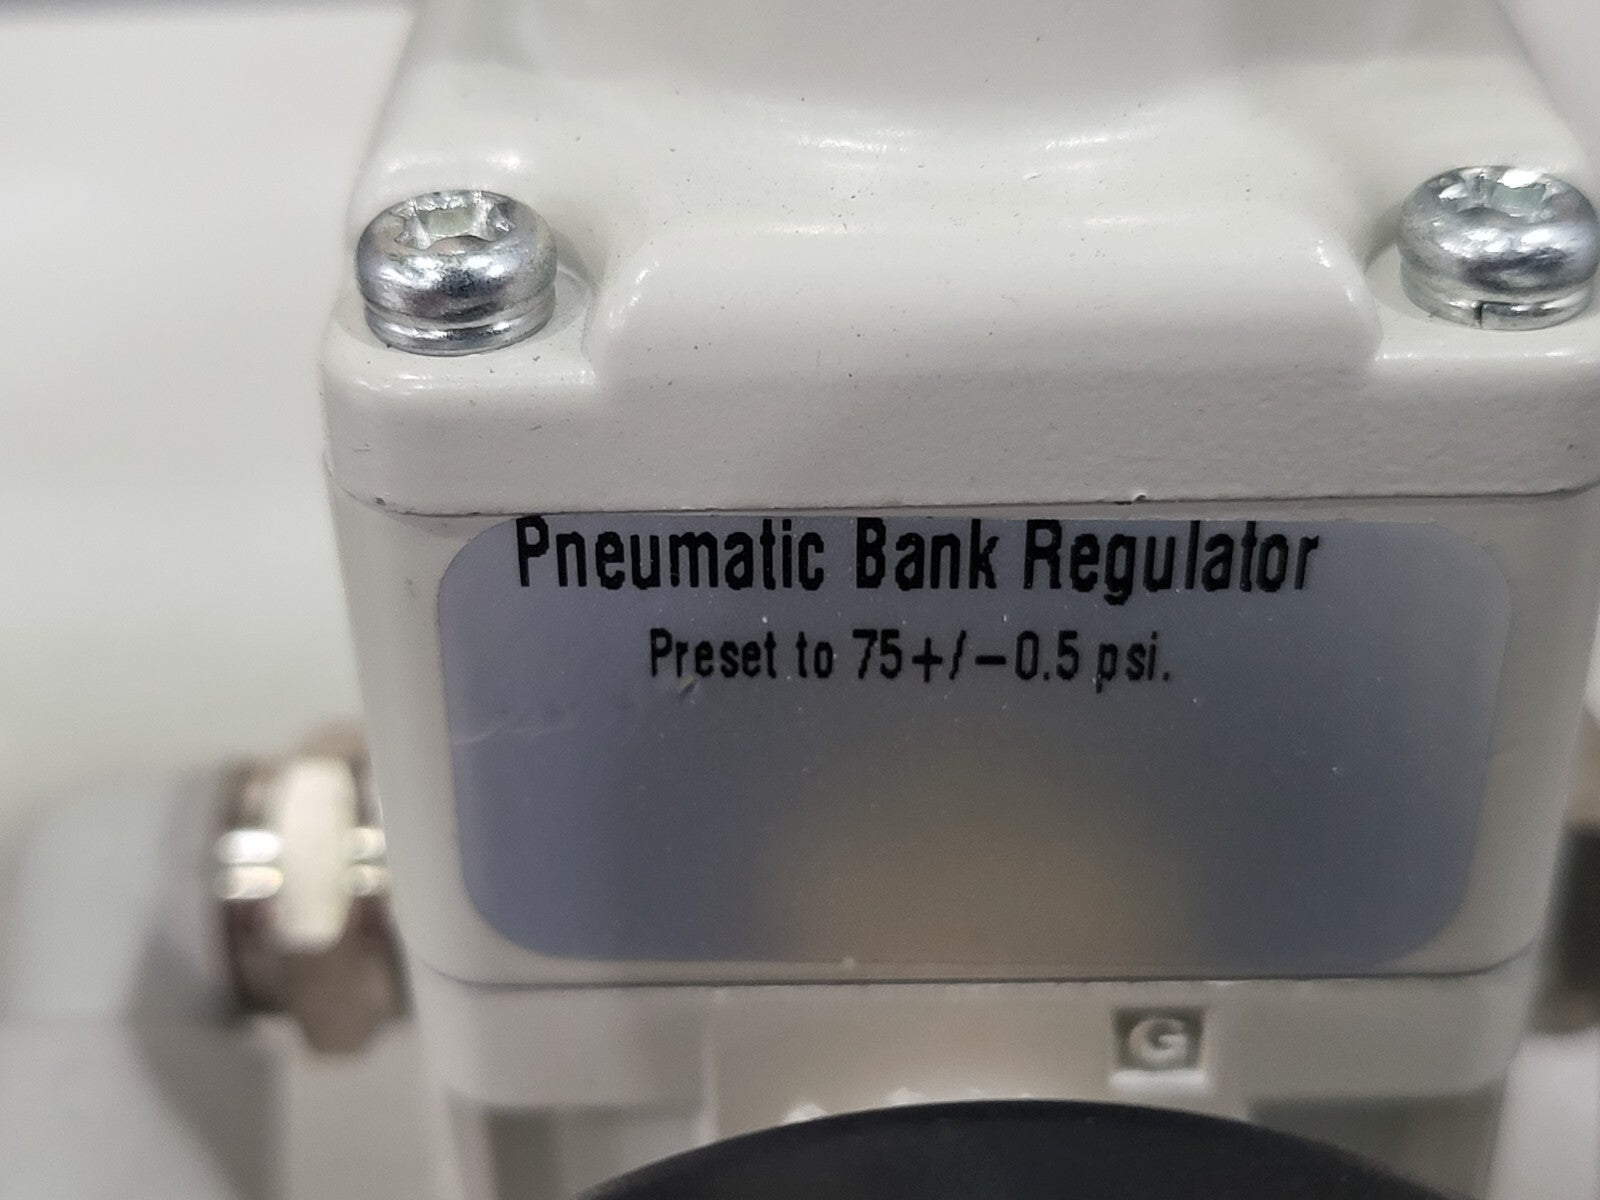 Pneumatic Bank Regulator
Preset to 75+/-0.5 psi.
G